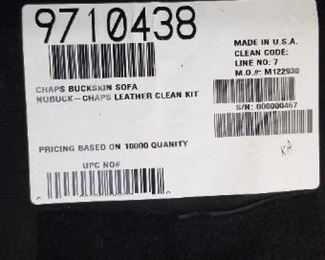 9710438
MADE IN U.S.A.
CLEAN CODE:
LINE NO: 7
M.O.#: M122930
CHAPS BUCKSKIN SOFA
NUBUCK-CHAPS LEATHER CLEAN KIT
S/N: 000000467
PRICING BASED ON 10000 QUANITY
UPC NO#
KA